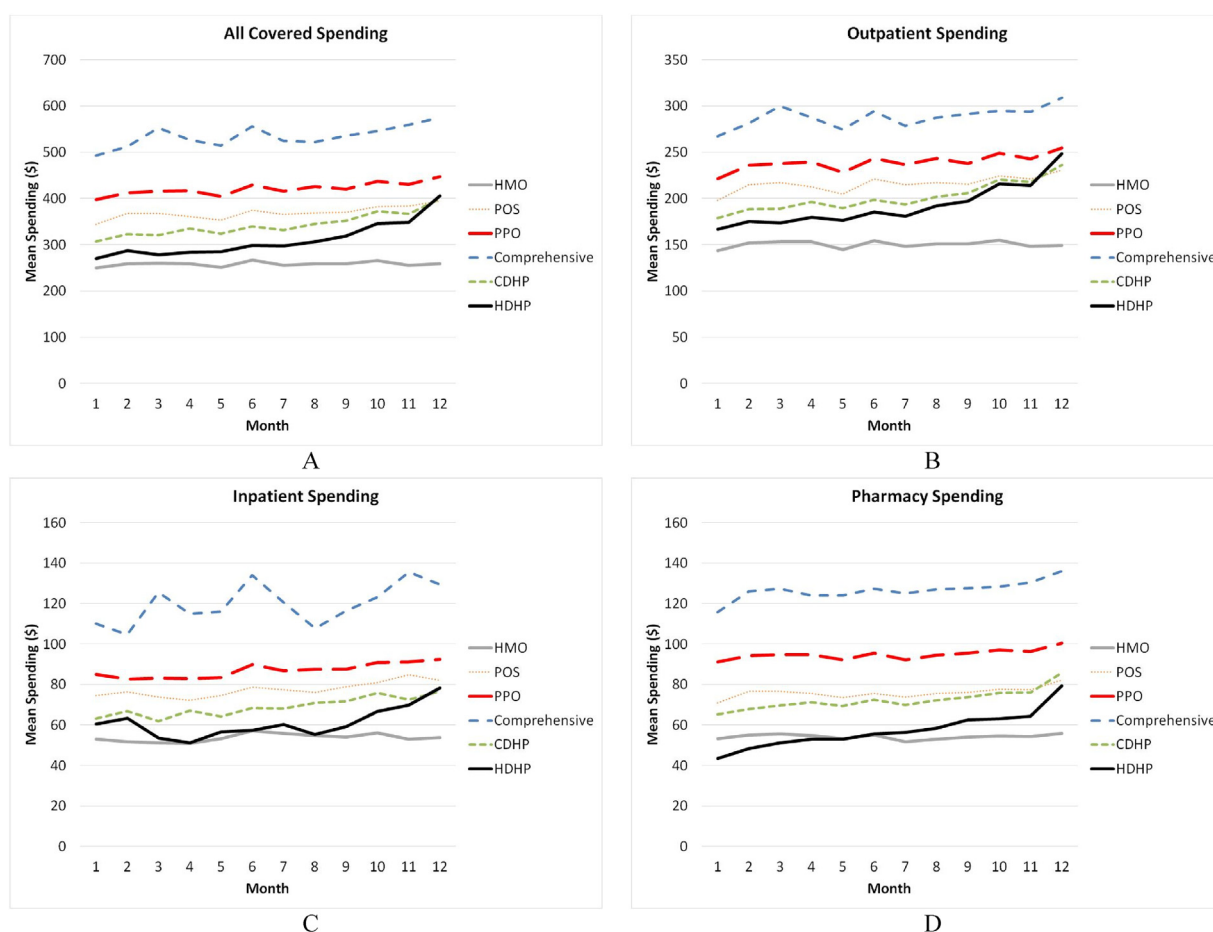 All Covered Spending
Mean Spending ($)
700
600
500
400
300
200
100
0
1 2 3 4 5 6 7 8 9 10 11 12
Month
HMO
POS
PPO
Comprehensive
CDHP
HDHP
A
Outpatient Spending
Mean Spending ($)
350
300
250
200
150
100
50
0
1 2 3 4 5 6 7 8 9 10 11 12
Month
HMO
POS
PPO
Comprehensive
CDHP
HDHP
B
Inpatient Spending
Mean Spending ($)
160
140
120
100
80
60
40
20
0
1 2 3 4 5 6 7 8 9 10 11 12
Month
HMO
POS
PPO
Comprehensive
CDHP
HDHP
C
Pharmacy Spending
Mean Spending ($)
160
140
120
100
80
60
40
20
0
1 2 3 4 5 6 7 8 9 10 11 12
Month
HMO
POS
PPO
Comprehensive
CDHP
HDHP
D